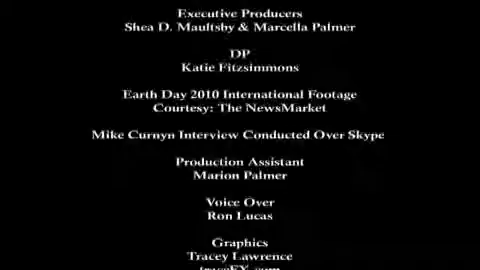 Executive Producers
Shea D. Maultsby & Marcella Palmer
DP
Katie Fitzsimmons
Earth Day 2010 International Footage
Courtesy: The NewsMarket
Mike Curnyn Interview Conducted Over Skype
Production Assistant
Marion Palmer
Voice Over
Ron Lucas
Graphics
Tracey Lawrence